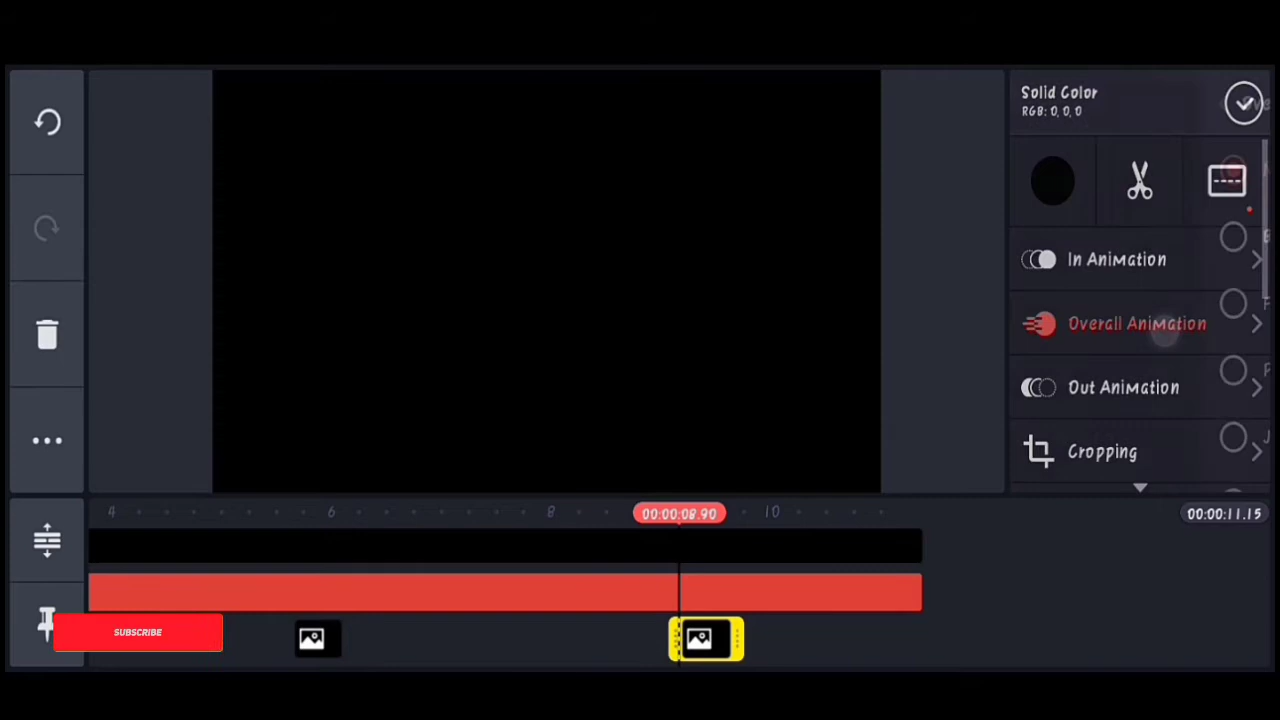 Solid Color
RGB: 0, 0, 0
In Animation
Overall Animation
Out Animation
Cropping
4
6
8
00:00:08.90
10
00:00:11.15
SUBSCRIBE